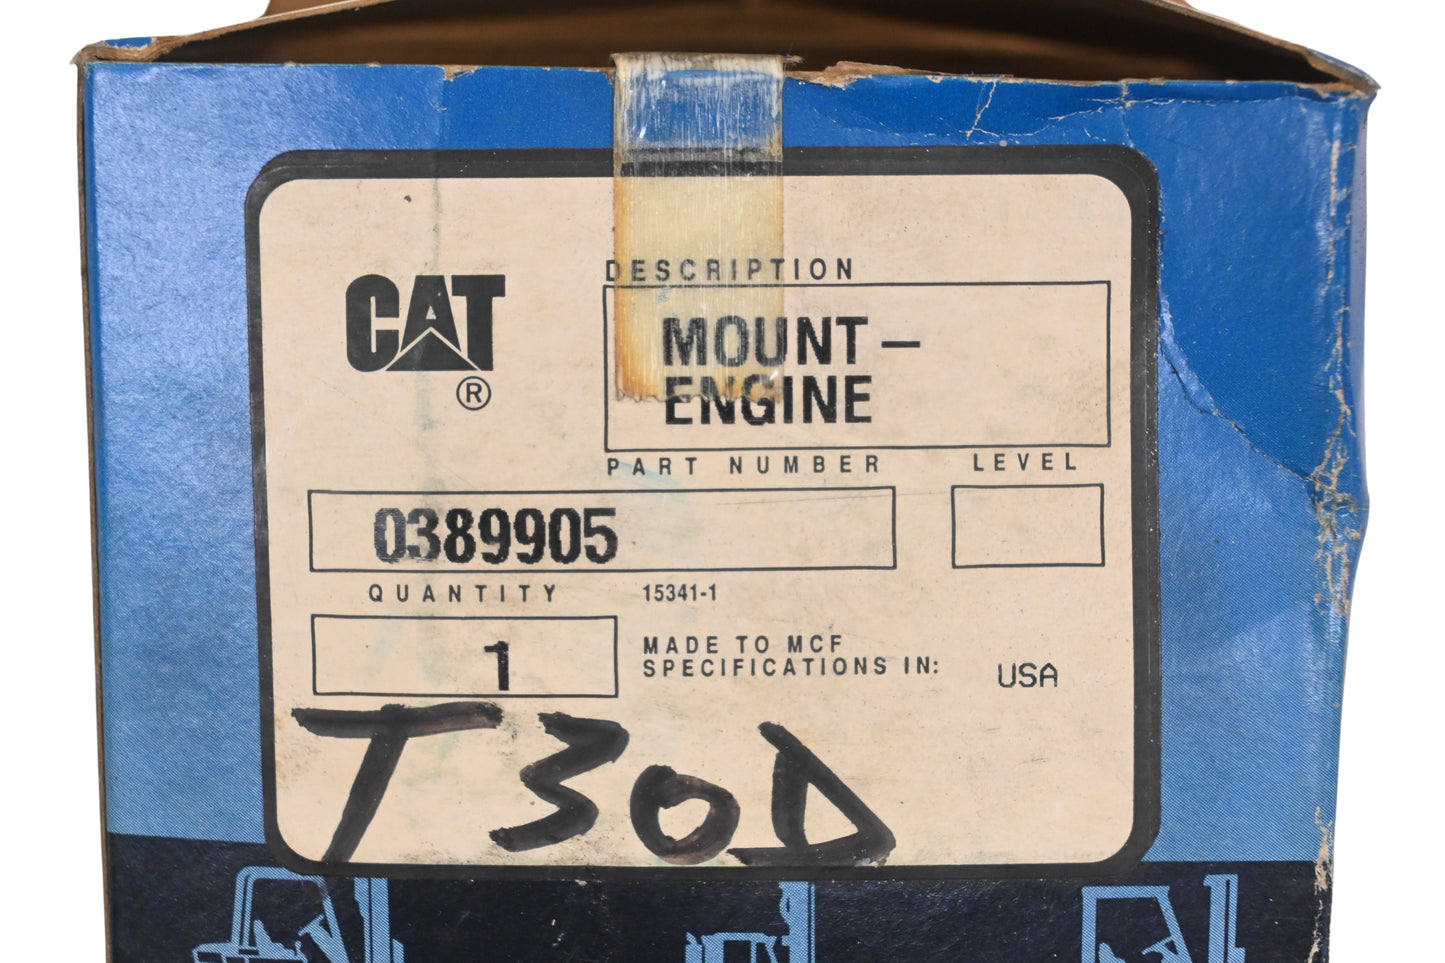 CAT®
DESCRIPTION
MOUNT-
ENGINE
PART NUMBER LEVEL
0389905
QUANTITY 15341-1
1
MADE TO MCF
SPECIFICATIONS IN: USA
T30D